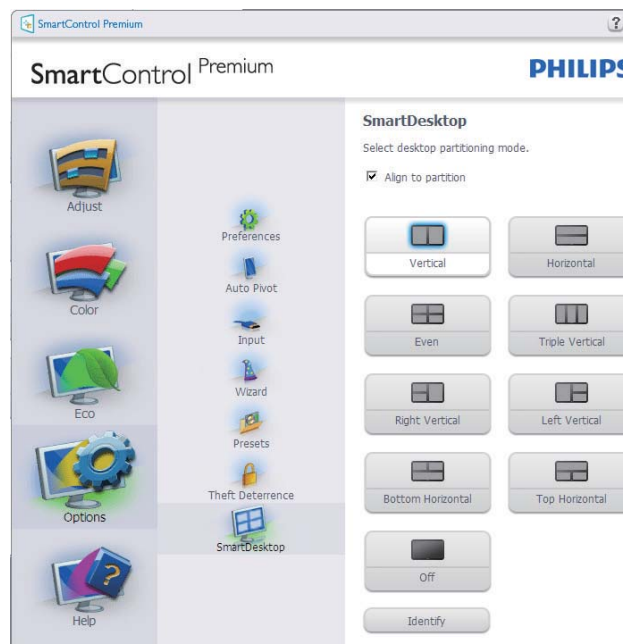 SmartControl Premium
?
SmartControl Premium
PHILIPS
Adjust
Color
Eco
Options
Help
Preferences
Auto Pivot
Input
Wizard
Presets
Theft Deterrence
SmartDesktop
SmartDesktop
Select desktop partitioning mode.
Align to partition
Vertical
Horizontal
Even
Triple Vertical
Right Vertical
Left Vertical
Bottom Horizontal
Top Horizontal
Off
Identify